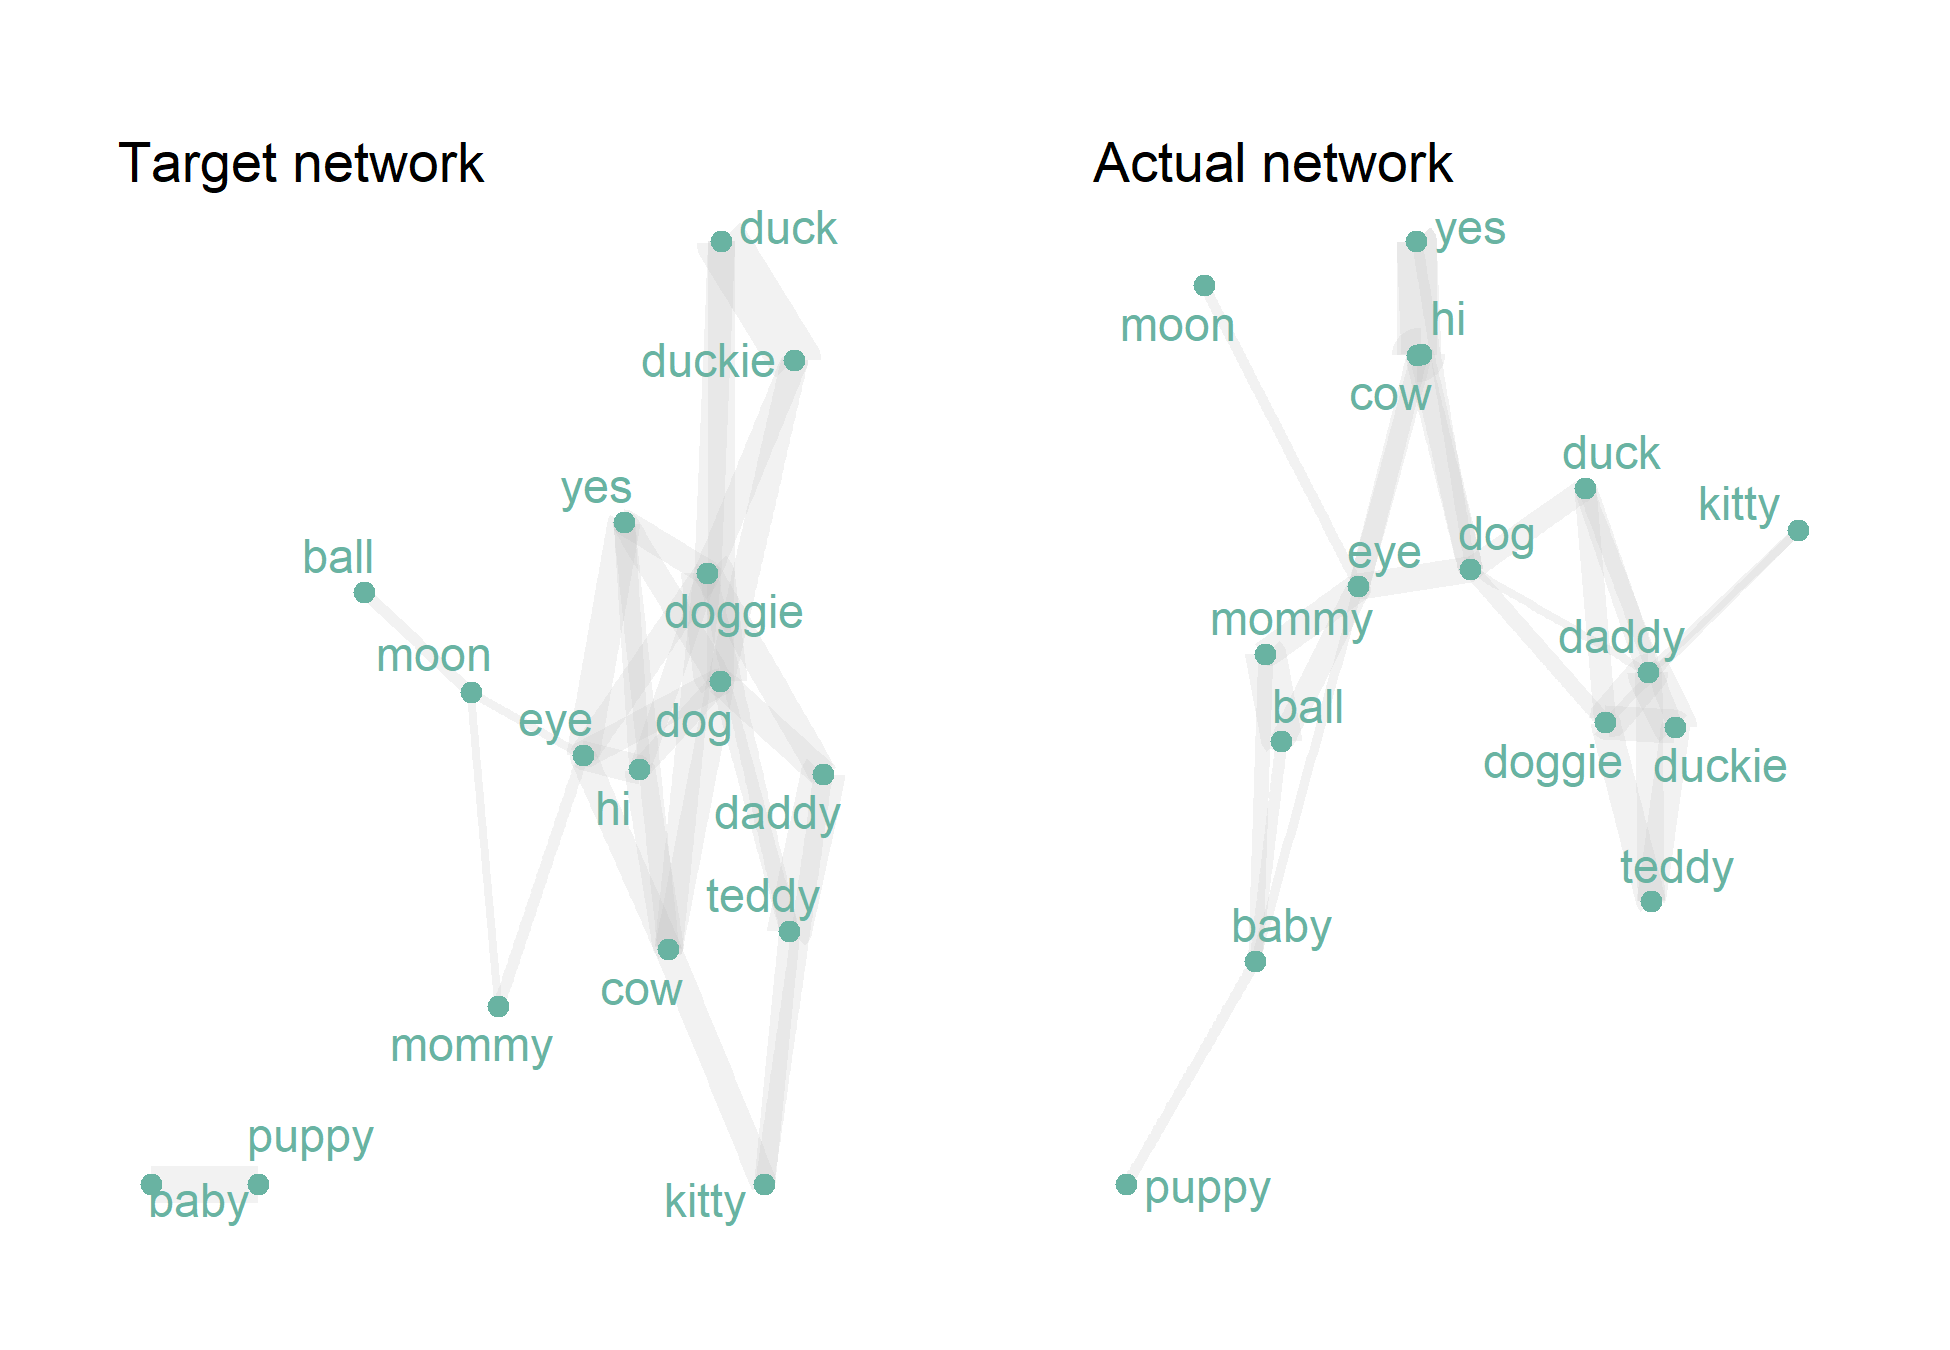 Target network
duck
duckie
yes
ball
doggie
moon
eye
dog
hi
daddy
teddy
cow
mommy
puppy
baby
kitty
Actual network
yes
moon
hi
cow
duck
kitty
dog
eye
mommy
daddy
ball
doggie
duckie
teddy
baby
puppy